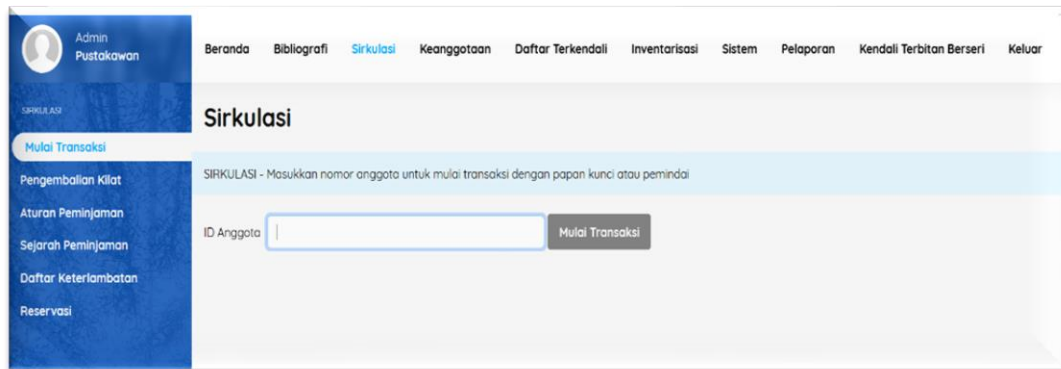 Admin
Pustakawan
Beranda Bibliografi Sirkulasi Keanggotaan Daftar Terkendali Inventarisasi Sistem Pelaporan Kendali Terbitan Berseri Keluar
SIRKULASI
Mulai Transaksi
Pengembalian Kilat
Aturan Peminjaman
Sejarah Peminjaman
Daftar Keterlambatan
Reservasi
Sirkulasi
SIRKULASI - Masukkan nomor anggota untuk mulai transaksi dengan papan kunci atau pemindai
ID Anggota Mulai Transaksi